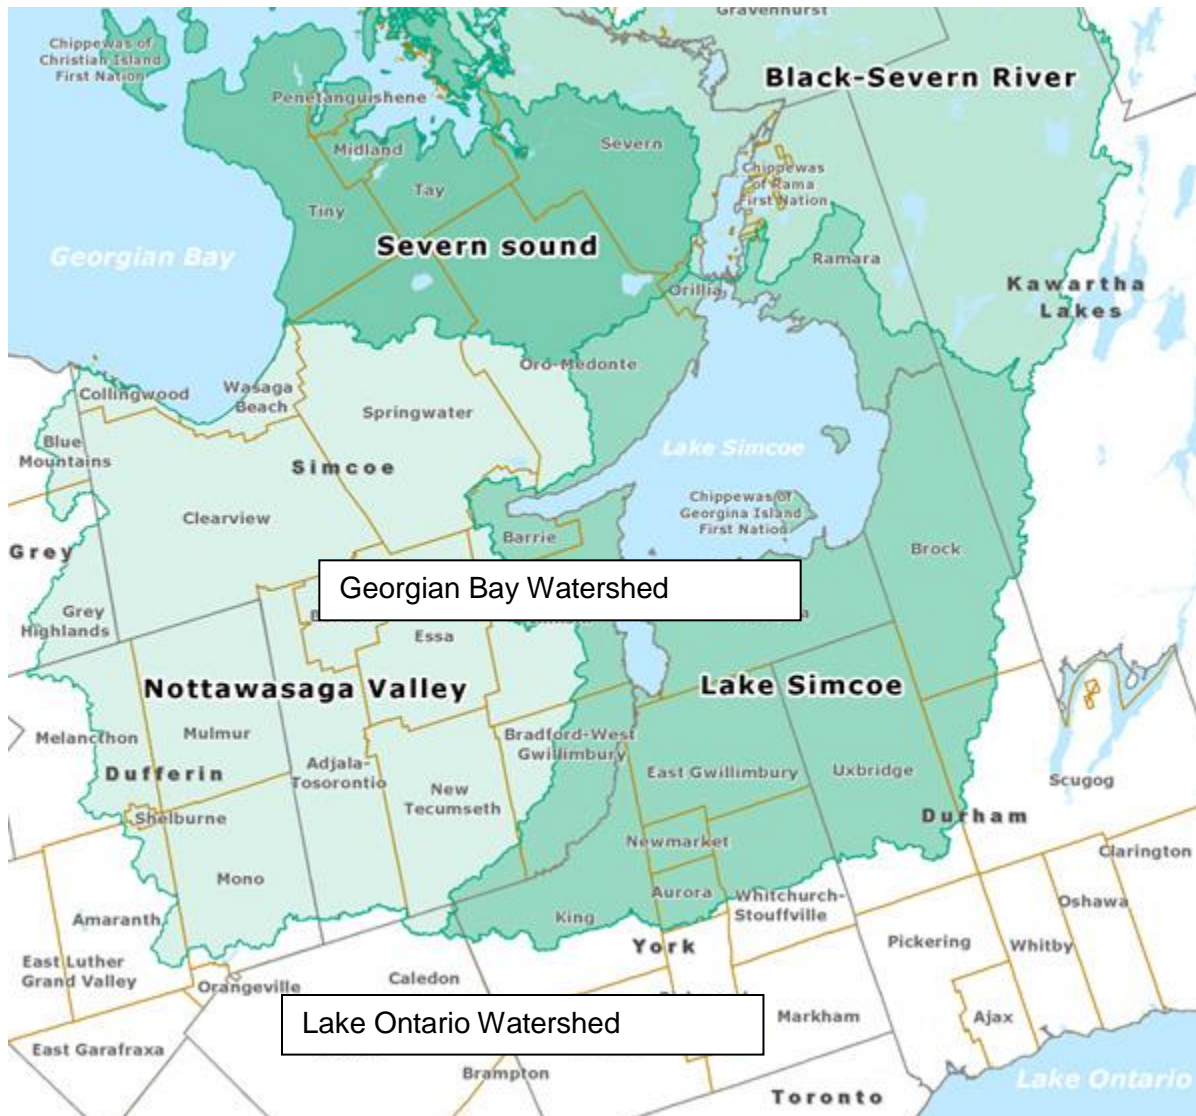 Gravenhurst
Chippewas of
Christian Island
First Nation
Black-Severn River
Penetanguishene
Midland
Severn
Tay
Chippewas
of Rama
First Nation
Tiny
Severn sound
Georgian Bay
Ramara
Orillia
Kawartha
Lakes
Oro-Medonte
Collingwood
Wasaga
Beach
Springwater
Blue
Mountains
Simcoe
Lake Simcoe
Chippewas of
Georgina Island
First Nation
Clearview
Barrie
Brock
Grey
Georgian Bay Watershed
Grey
Highlands
Essa
Nottawasaga Valley
Lake Simcoe
Melancthon
Mulmur
Bradford-West
Gwillimbury
Dufferin
Adjala-
Tosorontio
New
Tecumseth
East Gwillimbury
Uxbridge
Scugog
Shelburne
Durham
Newmarket
Clarington
Mono
Aurora
Whitchurch-
Stouffville
Oshawa
Amaranth
King
York
Pickering
Whitby
East Luther
Grand Valley
Orangeville
Caledon
Lake Ontario Watershed
Markham
Ajax
East Garafraxa
Brampton
Toronto
Lake Ontario